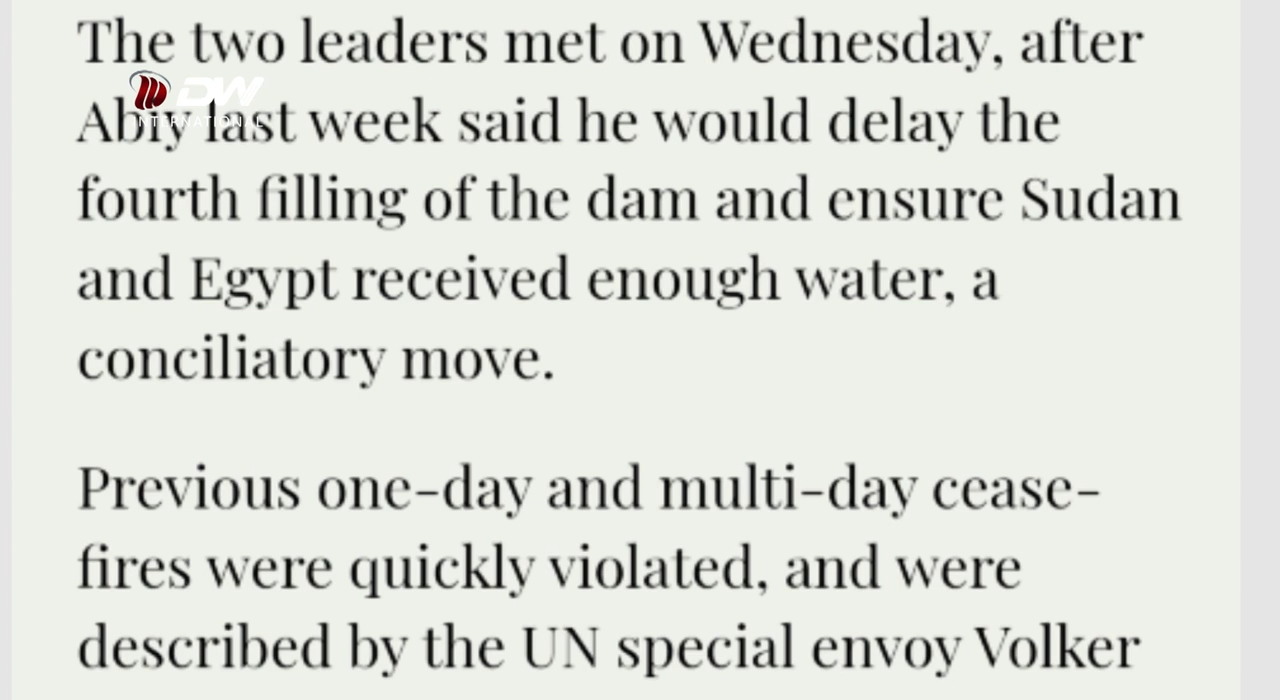 The two leaders met on Wednesday, after
DW
INTERNATIONAL
Abiy last week said he would delay the
fourth filling of the dam and ensure Sudan
and Egypt received enough water, a
conciliatory move.
Previous one-day and multi-day cease-
fires were quickly violated, and were
described by the UN special envoy Volker